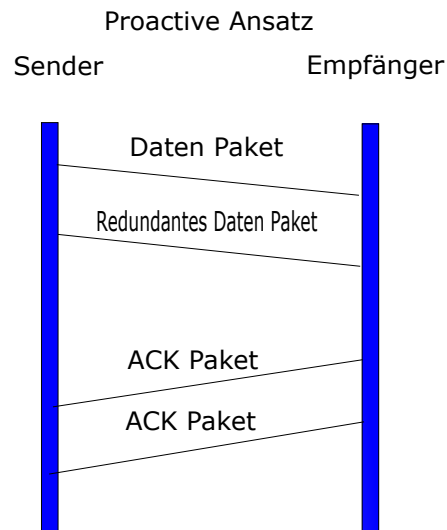 Proactive Ansatz
Sender
Empfänger
Daten Paket
Redundantes Daten Paket
ACK Paket
ACK Paket